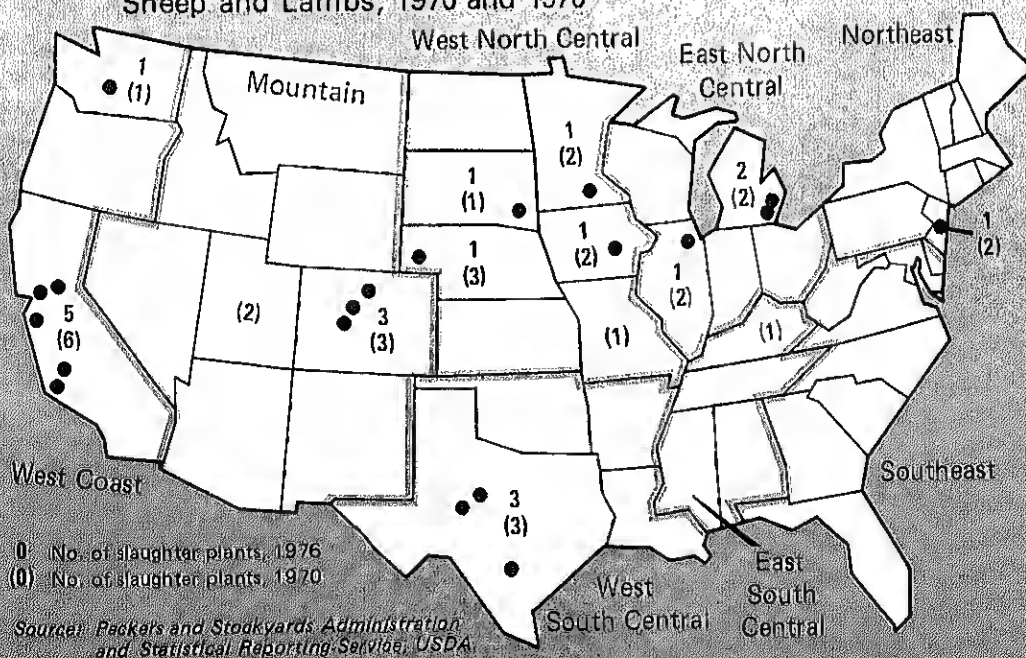 Sheep and Lambs, 1970 and 1976
West North Central
East North
Central
Northeast
Mountain
1
(1)
1
(2)
1
(1)
2
(2)
1
(2)
1
(3)
1
(2)
1
(2)
5
(6)
(2)
3
(3)
(1)
(1)
3
(3)
West Coast
Southeast
West
South Central
East
South
Central
0 No. of slaughter plants, 1976
(0) No. of slaughter plants, 1970
Source: Packers and Stockyards Administration
and Statistical Reporting Service, USDA.